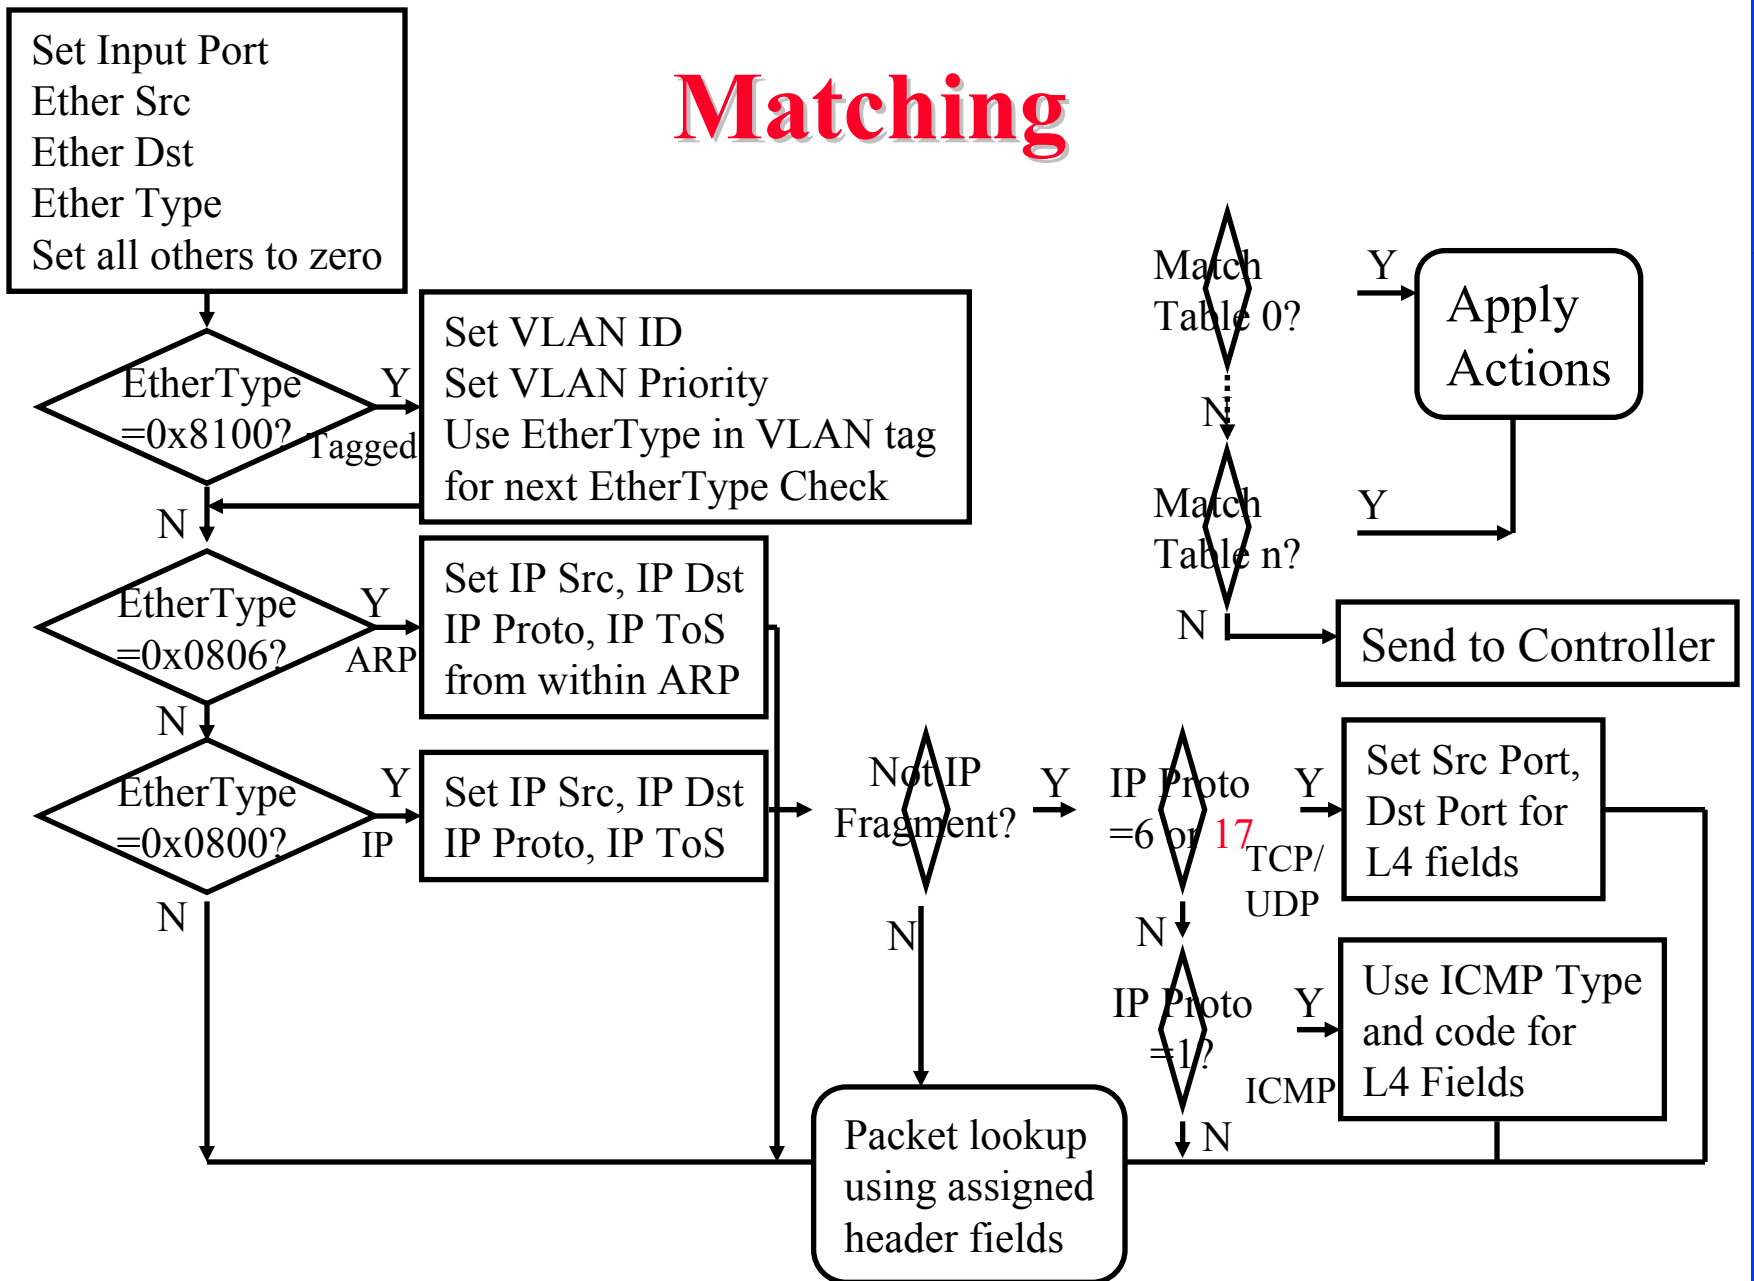 Matching
Set Input Port
Ether Src
Ether Dst
Ether Type
Set all others to zero
EtherType
=0x8100?
Y
Tagged
N
Set VLAN ID
Set VLAN Priority
Use EtherType in VLAN tag
for next EtherType Check
EtherType
=0x0806?
Y
ARP
N
Set IP Src, IP Dst
IP Proto, IP ToS
from within ARP
EtherType
=0x0800?
Y
IP
N
Set IP Src, IP Dst
IP Proto, IP ToS
Not IP
Fragment?
Y
N
IP Proto
=6 or 17
Y
TCP/
UDP
N
Set Src Port,
Dst Port for
L4 fields
IP Proto
=1?
Y
ICMP
N
Use ICMP Type
and code for
L4 Fields
Packet lookup
using assigned
header fields
Match
Table 0?
Y
N
Apply
Actions
Match
Table n?
Y
N
Send to Controller